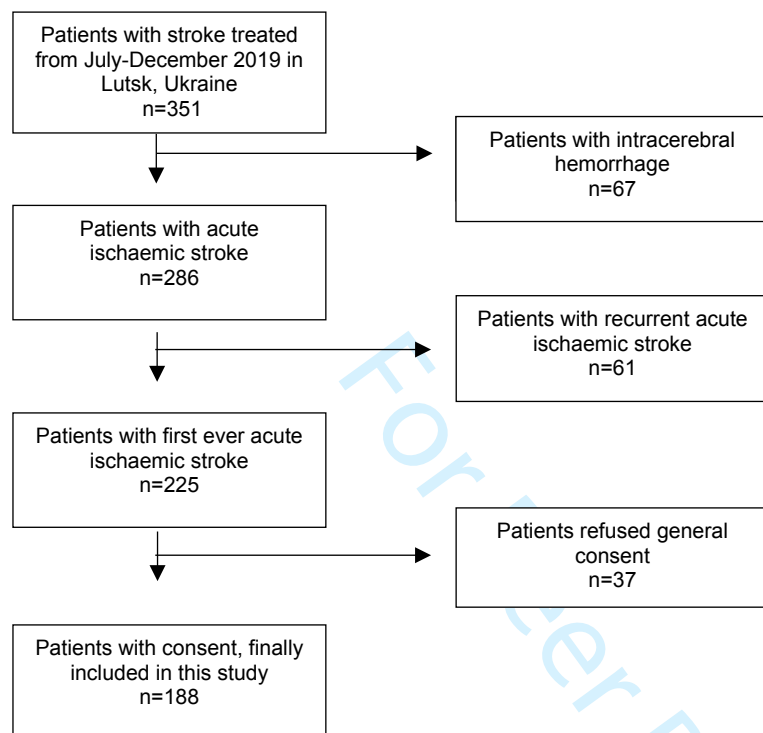 Patients with stroke treated
from July-December 2019 in
Lutsk, Ukraine
n=351
Patients with intracerebral
hemorrhage
n=67
Patients with acute
ischaemic stroke
n=286
Patients with recurrent acute
ischaemic stroke
n=61
Patients with first ever acute
ischaemic stroke
n=225
Patients refused general
consent
n=37
Patients with consent, finally
included in this study
n=188
For Peer